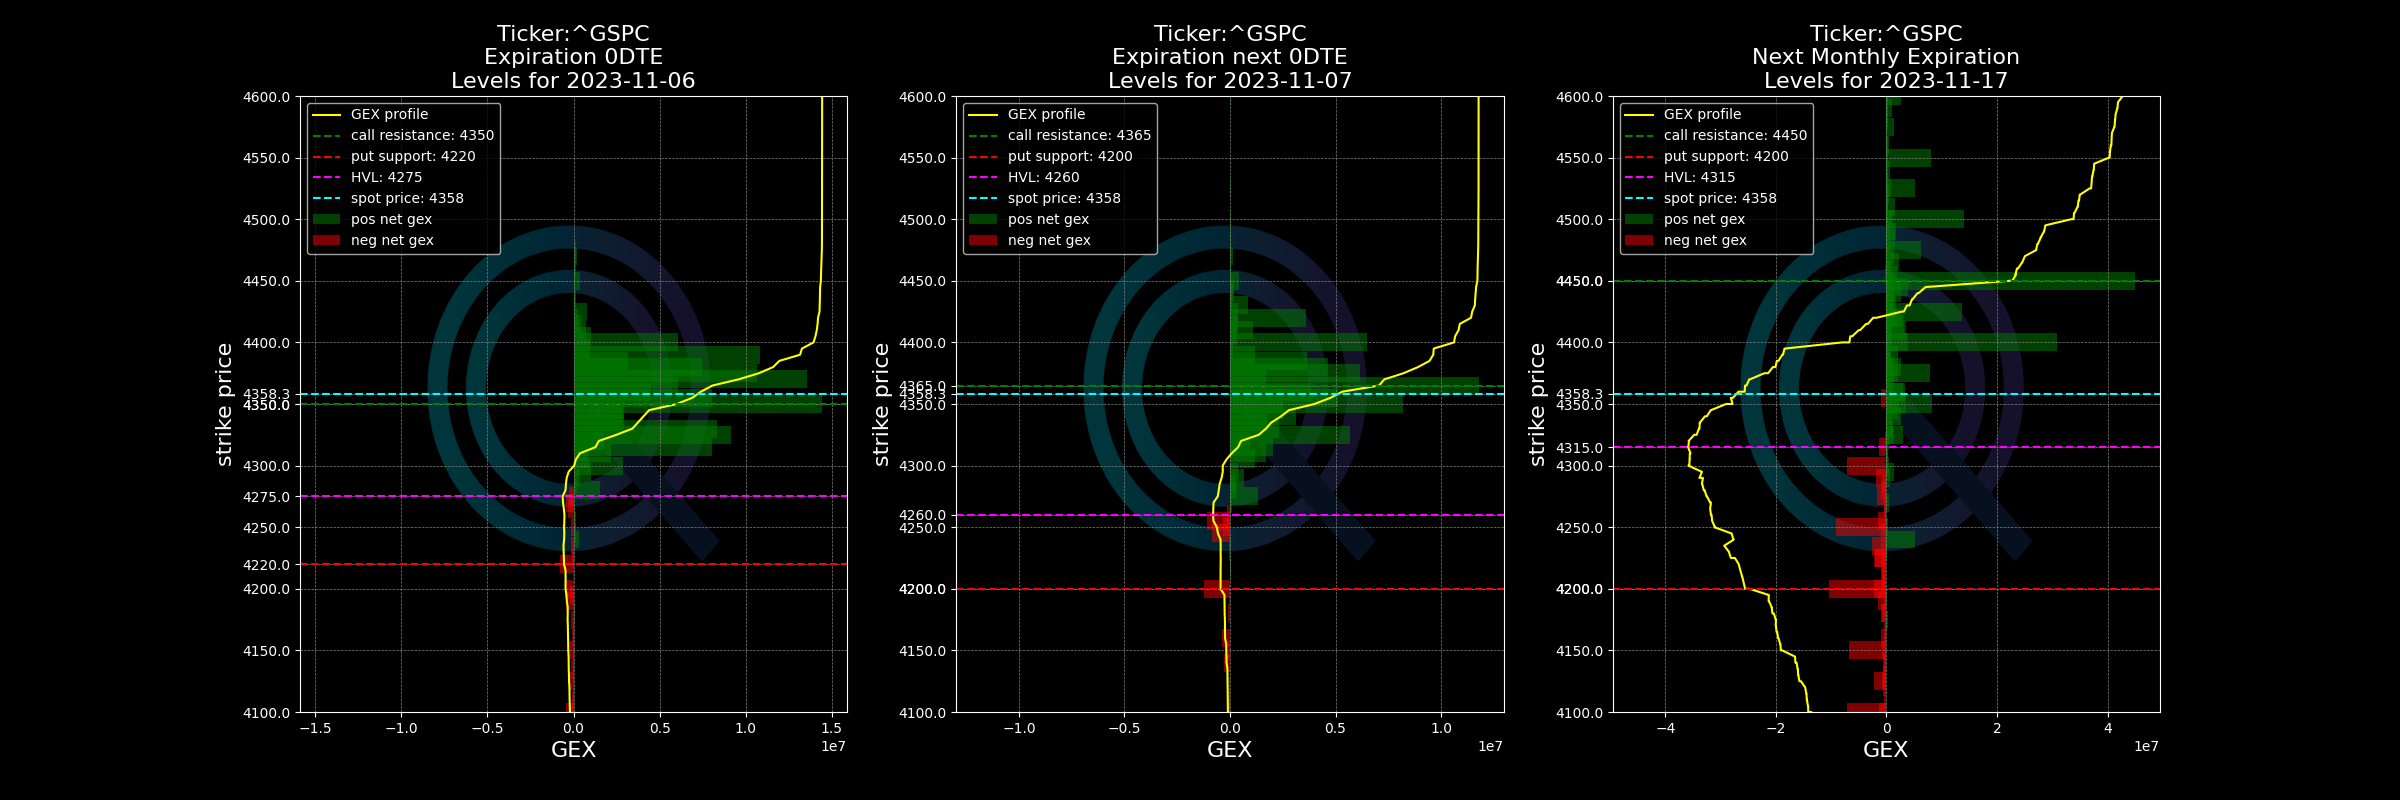 Ticker:^GSPC
Expiration 0DTE
Levels for 2023-11-06
GEX profile
call resistance: 4350
put support: 4220
HVL: 4275
spot price: 4358
pos net gex
neg net gex
4600.0
4550.0
4500.0
4450.0
4400.0
4358.3
4350.0
4300.0
4275.0
4250.0
4220.0
4200.0
4150.0
4100.0
strike price
−1.5
−1.0
−0.5
0.0
0.5
1.0
1.5
1e7
GEX
Ticker:^GSPC
Expiration next 0DTE
Levels for 2023-11-07
GEX profile
call resistance: 4365
put support: 4200
HVL: 4260
spot price: 4358
pos net gex
neg net gex
4600.0
4550.0
4500.0
4450.0
4400.0
4365.0
4358.3
4350.0
4300.0
4260.0
4250.0
4200.0
4150.0
4100.0
strike price
−1.0
−0.5
0.0
0.5
1.0
1e7
GEX
Ticker:^GSPC
Next Monthly Expiration
Levels for 2023-11-17
GEX profile
call resistance: 4450
put support: 4200
HVL: 4315
spot price: 4358
pos net gex
neg net gex
4600.0
4550.0
4500.0
4450.0
4400.0
4358.3
4350.0
4315.0
4300.0
4250.0
4200.0
4150.0
4100.0
strike price
−4
−2
0
2
4
1e7
GEX